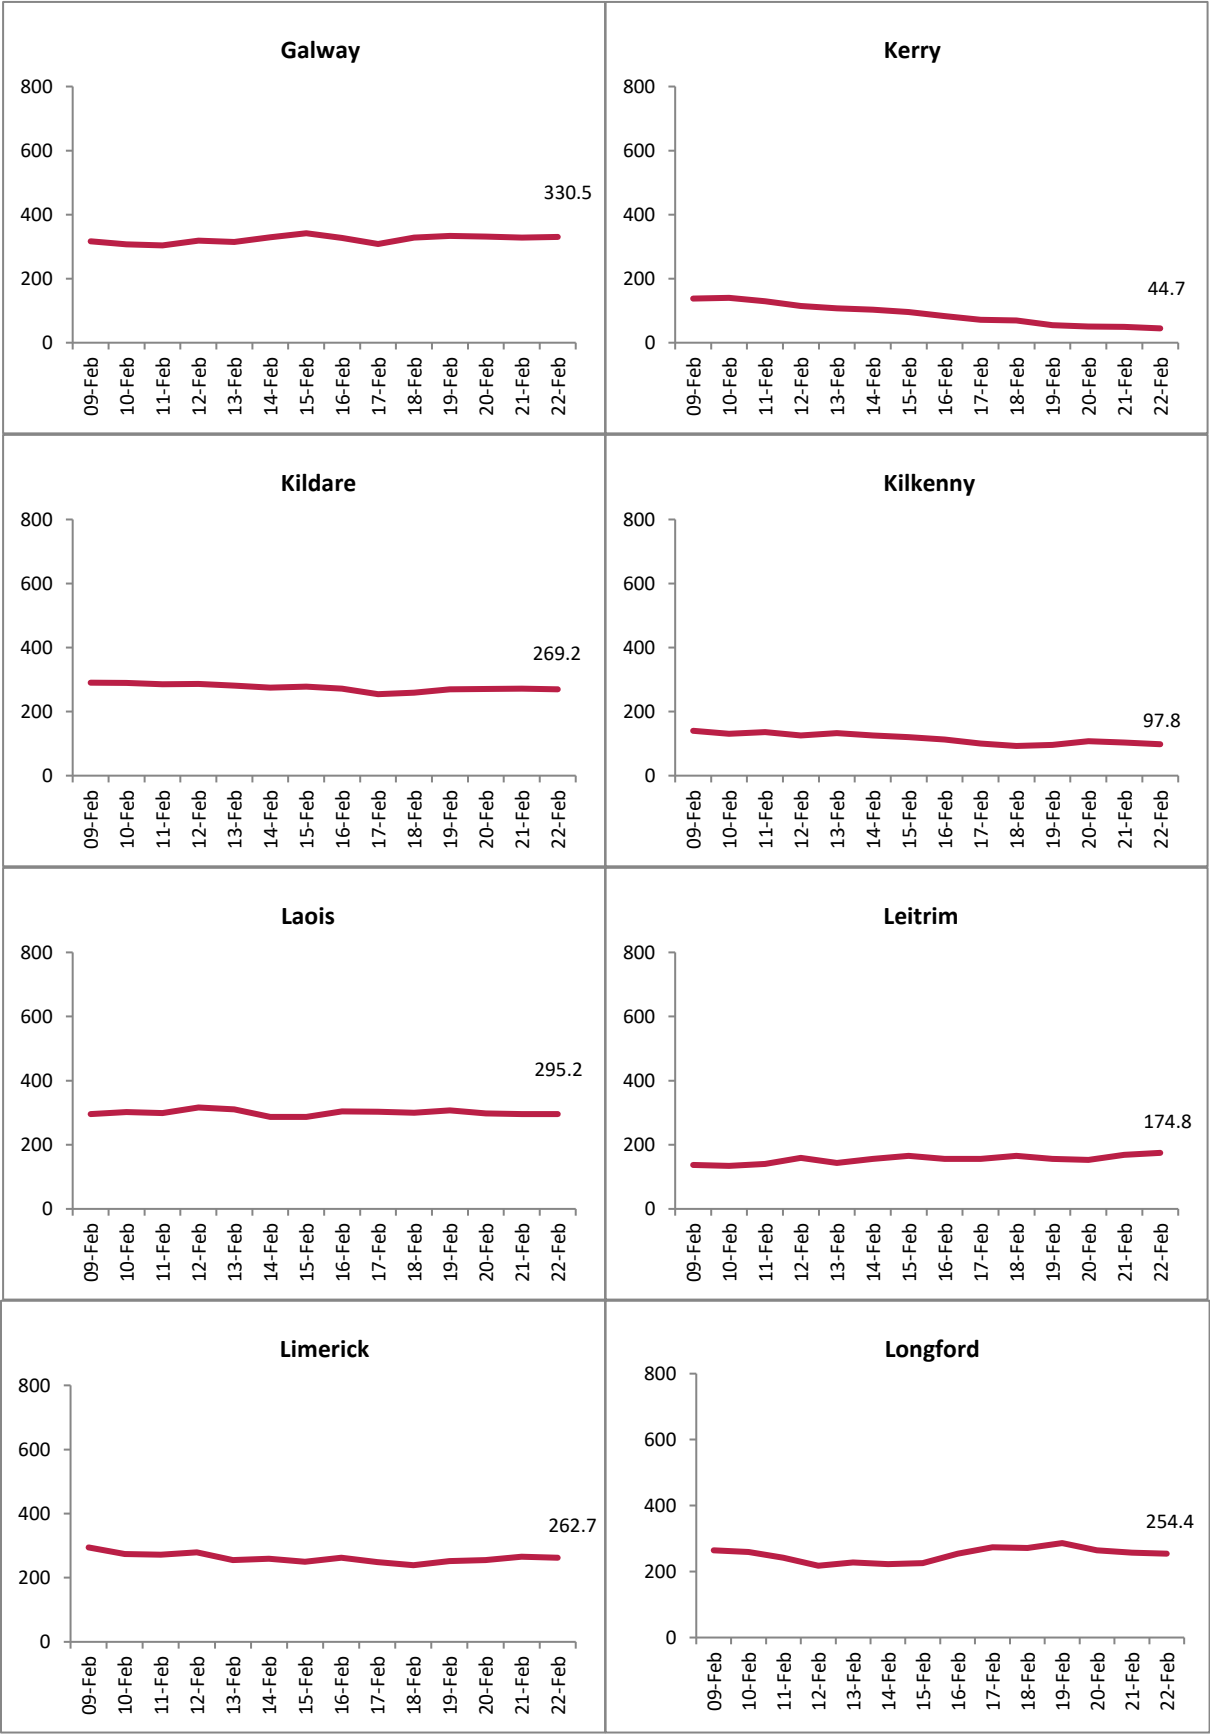 Galway
800
600
400
200
0
330.5
09-Feb
10-Feb
11-Feb
12-Feb
13-Feb
14-Feb
15-Feb
16-Feb
17-Feb
18-Feb
19-Feb
20-Feb
21-Feb
22-Feb
Kerry
800
600
400
200
0
44.7
09-Feb
10-Feb
11-Feb
12-Feb
13-Feb
14-Feb
15-Feb
16-Feb
17-Feb
18-Feb
19-Feb
20-Feb
21-Feb
22-Feb
Kildare
800
600
400
200
0
269.2
09-Feb
10-Feb
11-Feb
12-Feb
13-Feb
14-Feb
15-Feb
16-Feb
17-Feb
18-Feb
19-Feb
20-Feb
21-Feb
22-Feb
Kilkenny
800
600
400
200
0
97.8
09-Feb
10-Feb
11-Feb
12-Feb
13-Feb
14-Feb
15-Feb
16-Feb
17-Feb
18-Feb
19-Feb
20-Feb
21-Feb
22-Feb
Laois
800
600
400
200
0
295.2
09-Feb
10-Feb
11-Feb
12-Feb
13-Feb
14-Feb
15-Feb
16-Feb
17-Feb
18-Feb
19-Feb
20-Feb
21-Feb
22-Feb
Leitrim
800
600
400
200
0
174.8
09-Feb
10-Feb
11-Feb
12-Feb
13-Feb
14-Feb
15-Feb
16-Feb
17-Feb
18-Feb
19-Feb
20-Feb
21-Feb
22-Feb
Limerick
800
600
400
200
0
262.7
09-Feb
10-Feb
11-Feb
12-Feb
13-Feb
14-Feb
15-Feb
16-Feb
17-Feb
18-Feb
19-Feb
20-Feb
21-Feb
22-Feb
Longford
800
600
400
200
0
254.4
09-Feb
10-Feb
11-Feb
12-Feb
13-Feb
14-Feb
15-Feb
16-Feb
17-Feb
18-Feb
19-Feb
20-Feb
21-Feb
22-Feb